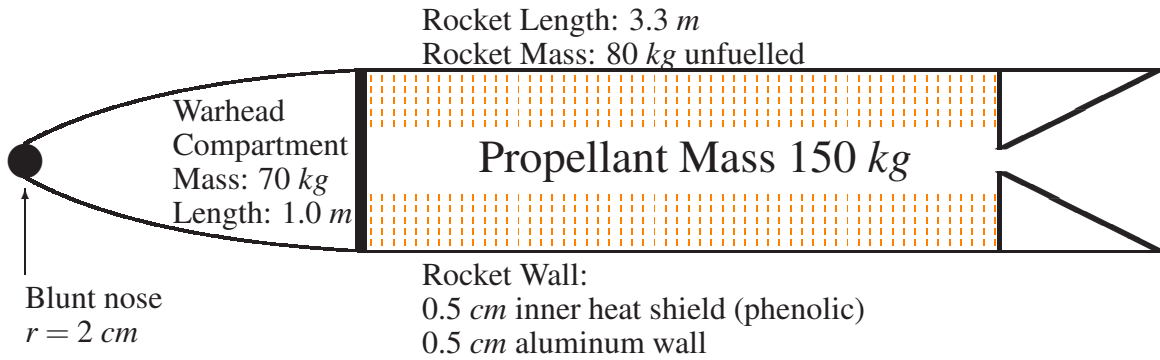 Rocket Length: 3.3 m
Rocket Mass: 80 kg unfuelled
Warhead
Compartment
Mass: 70 kg
Length: 1.0 m
Propellant Mass 150 kg
Rocket Wall:
0.5 cm inner heat shield (phenolic)
0.5 cm aluminum wall
Blunt nose
r = 2 cm